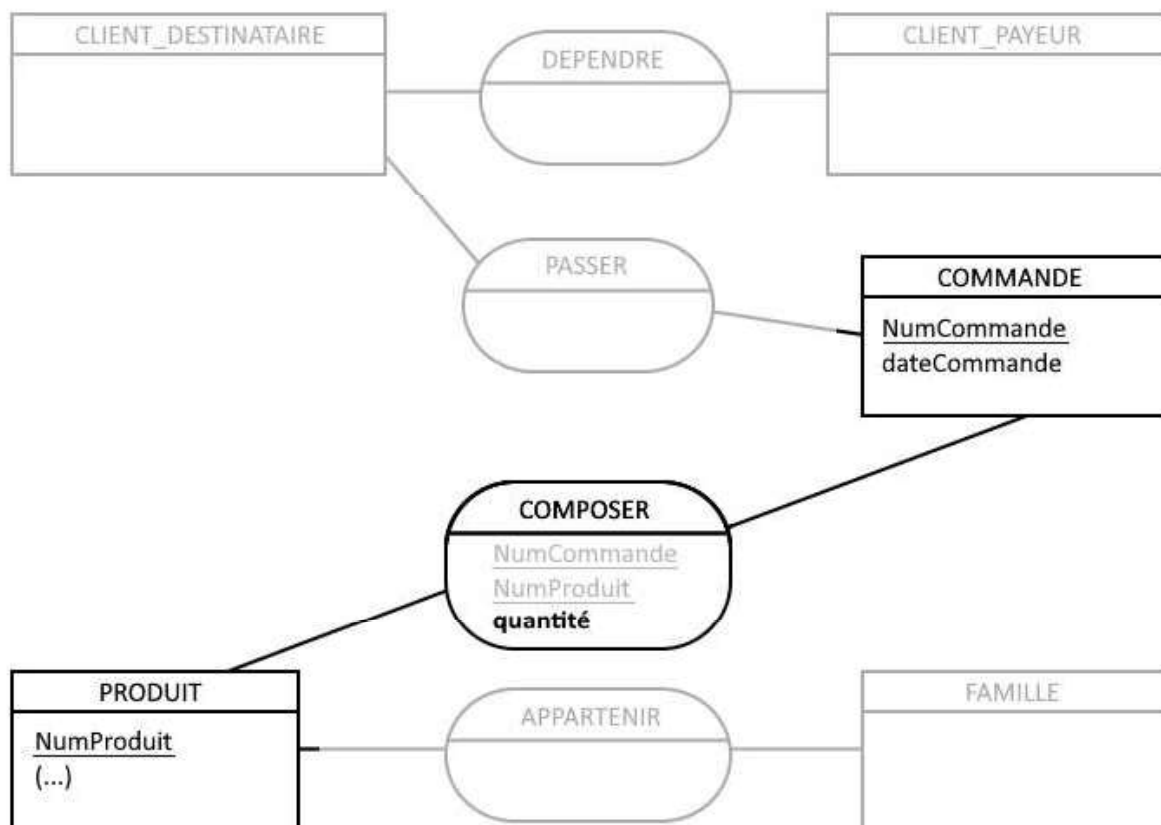 CLIENT_DESTINATAIRE
DEPENDRE
CLIENT_PAYEUR
PASSER
COMMANDE
NumCommande
dateCommande
COMPOSER
NumCommande
NumProduit
quantité
PRODUIT
NumProduit
(...)
APPARTENIR
FAMILLE